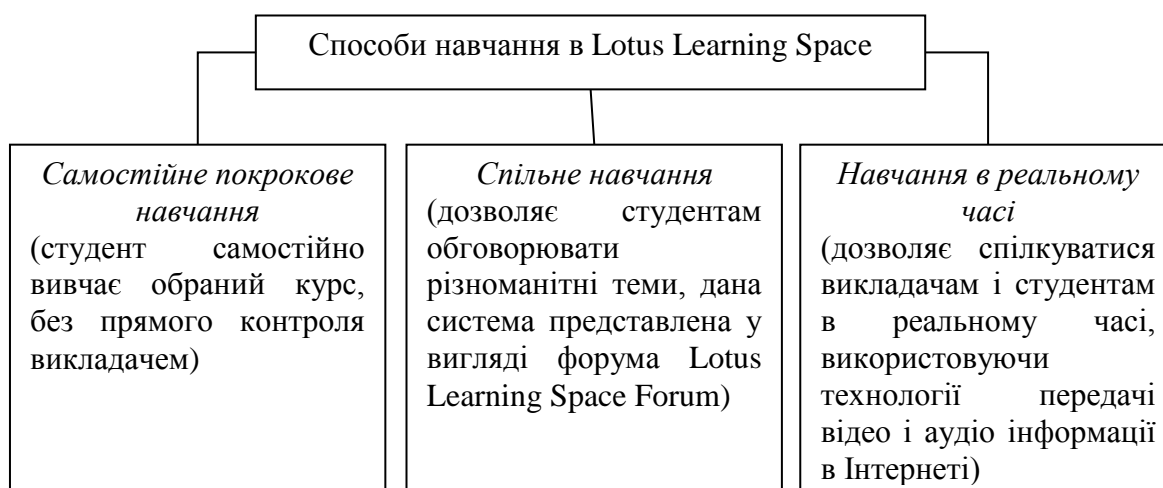 Способи навчання в Lotus Learning Space
Самостійне покрокове
навчання
(студент самостійно
вивчає обраний курс,
без прямого контроля
викладачем)
Спільне навчання
(дозволяє студентам
обговорювати
різноманітні теми, дана
система представлена у
вигляді форума Lotus
Learning Space Forum)
Навчання в реальному
часі
(дозволяє спілкуватися
викладачам і студентам
в реальному часі,
використовуючи
технології передачі
відео і аудіо інформації
в Інтернеті)